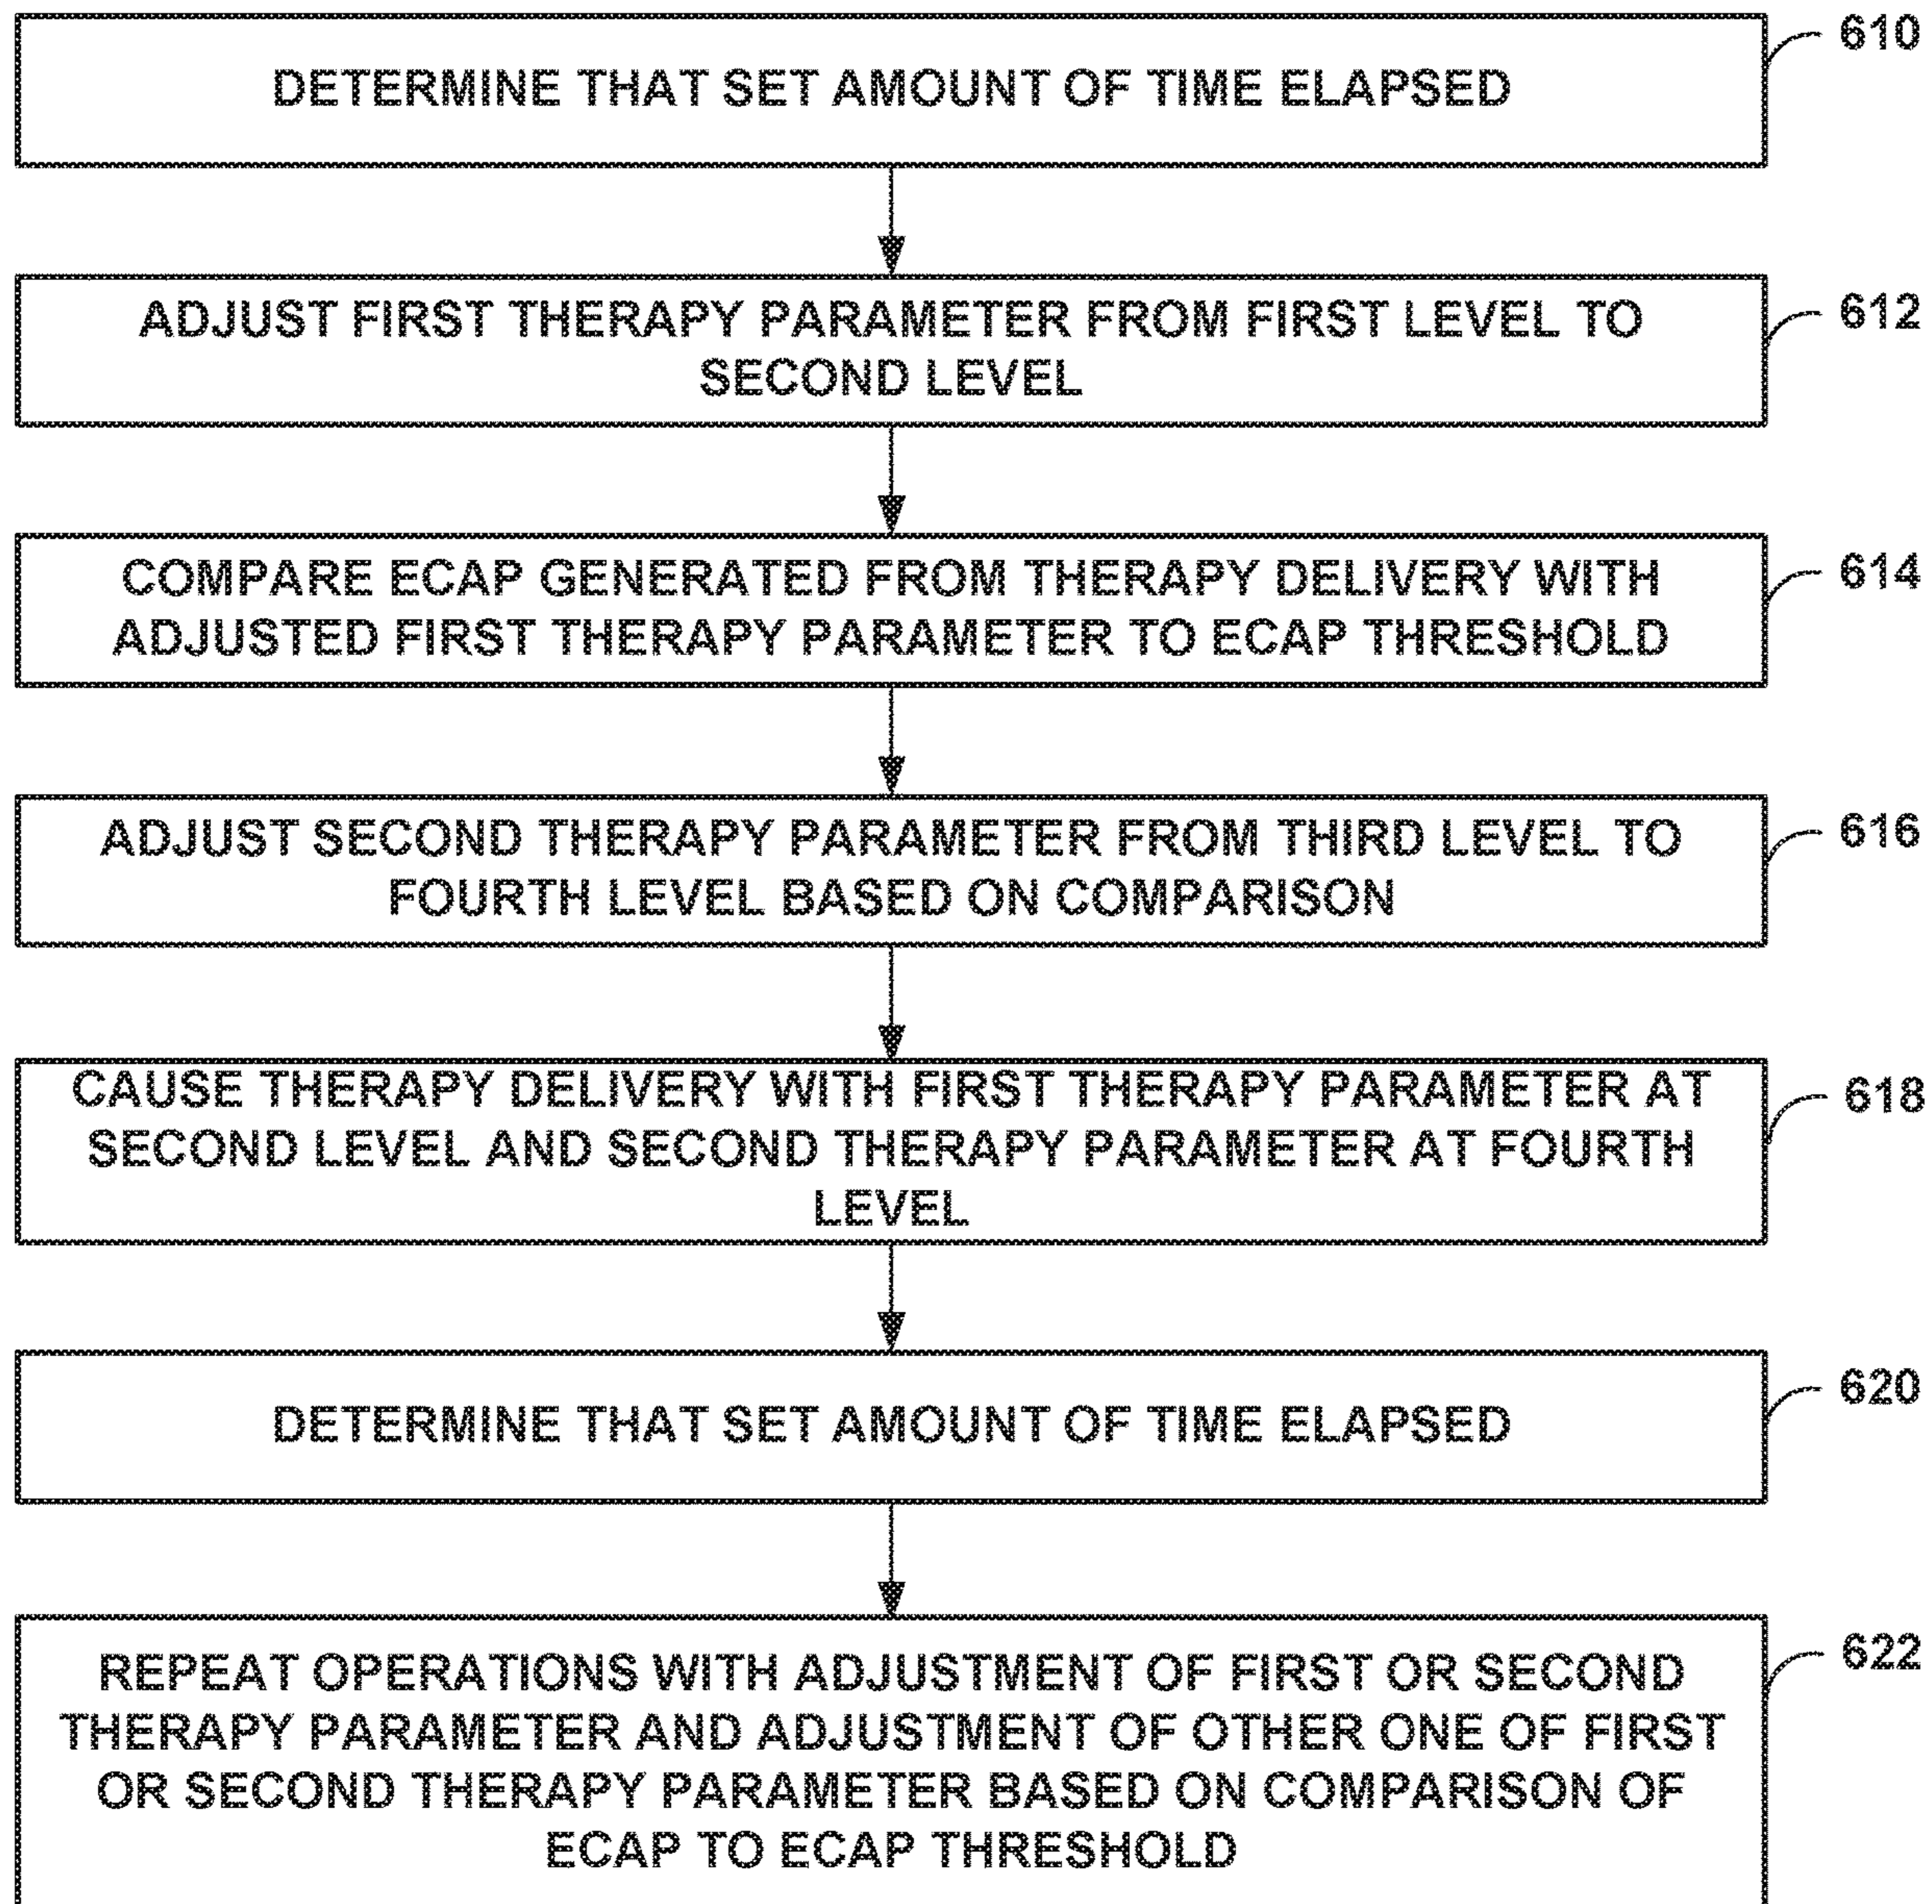 DETERMINE THAT SET AMOUNT OF TIME ELAPSED
610
ADJUST FIRST THERAPY PARAMETER FROM FIRST LEVEL TO
SECOND LEVEL
612
COMPARE ECAP GENERATED FROM THERAPY DELIVERY WITH
ADJUSTED FIRST THERAPY PARAMETER TO ECAP THRESHOLD
614
ADJUST SECOND THERAPY PARAMETER FROM THIRD LEVEL TO
FOURTH LEVEL BASED ON COMPARISON
616
CAUSE THERAPY DELIVERY WITH FIRST THERAPY PARAMETER AT
SECOND LEVEL AND SECOND THERAPY PARAMETER AT FOURTH
LEVEL
618
DETERMINE THAT SET AMOUNT OF TIME ELAPSED
620
REPEAT OPERATIONS WITH ADJUSTMENT OF FIRST OR SECOND
THERAPY PARAMETER AND ADJUSTMENT OF OTHER ONE OF FIRST
OR SECOND THERAPY PARAMETER BASED ON COMPARISON OF
ECAP TO ECAP THRESHOLD
622